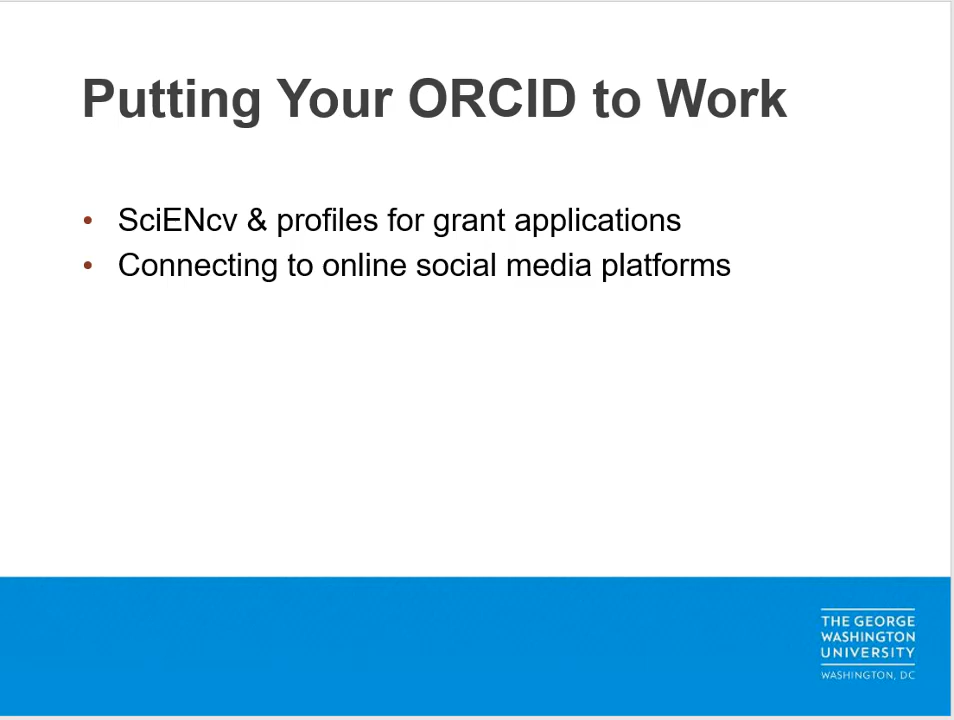 Putting Your ORCID to Work
• SciENcv & profiles for grant applications
• Connecting to online social media platforms
THE GEORGE
WASHINGTON
UNIVERSITY
WASHINGTON, DC